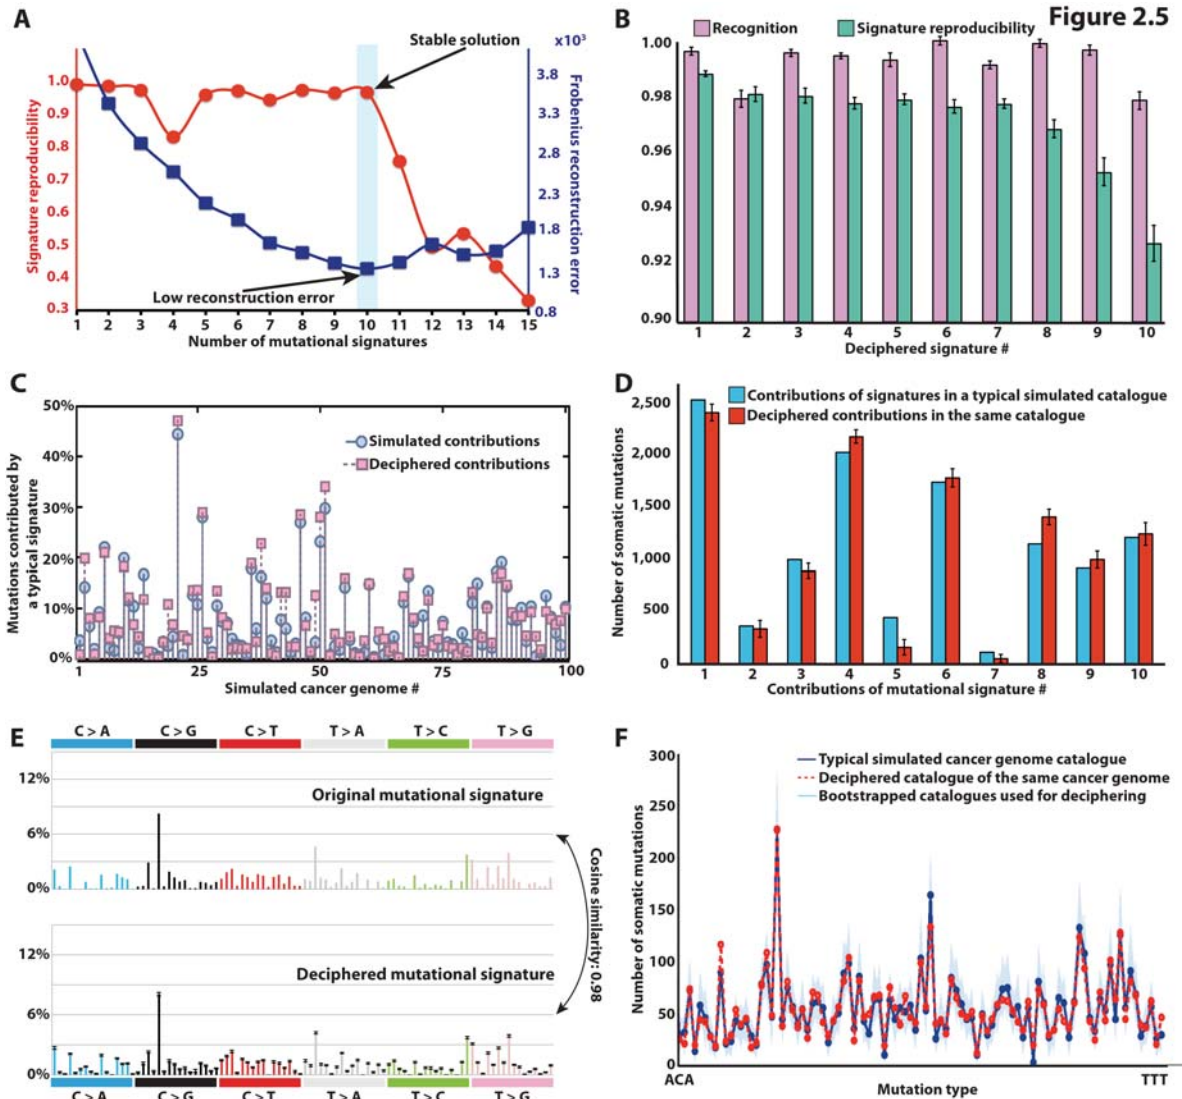 Figure 2.5
A
x10³
Stable solution
Signature reproducibility
1.0
0.9
0.8
0.7
0.6
0.5
0.4
0.3
3.8
3.3
2.8
2.3
1.8
1.3
0.8
Frobenius reconstruction error
Low reconstruction error
1 2 3 4 5 6 7 8 9 10 11 12 13 14 15
Number of mutational signatures
B
Recognition
Signature reproducibility
1.00
0.98
0.96
0.94
0.92
0.90
1 2 3 4 5 6 7 8 9 10
Deciphered signature #
C
Mutations contributed by
a typical signature
50%
40%
30%
20%
10%
0%
Simulated contributions
Deciphered contributions
1 25 50 75 100
Simulated cancer genome #
D
Contributions of signatures in a typical simulated catalogue
Deciphered contributions in the same catalogue
Number of somatic mutations
2,500
2,000
1,500
1,000
500
0
1 2 3 4 5 6 7 8 9 10
Contributions of mutational signature #
E
C > A C > G C > T T > A T > C T > G
12%
6%
0%
Original mutational signature
Cosine similarity: 0.98
12%
6%
0%
Deciphered mutational signature
C > A C > G C > T T > A T > C T > G
F
Typical simulated cancer genome catalogue
Deciphered catalogue of the same cancer genome
Bootstrapped catalogues used for deciphering
Number of somatic mutations
300
250
200
150
100
50
0
ACA TTT
Mutation type